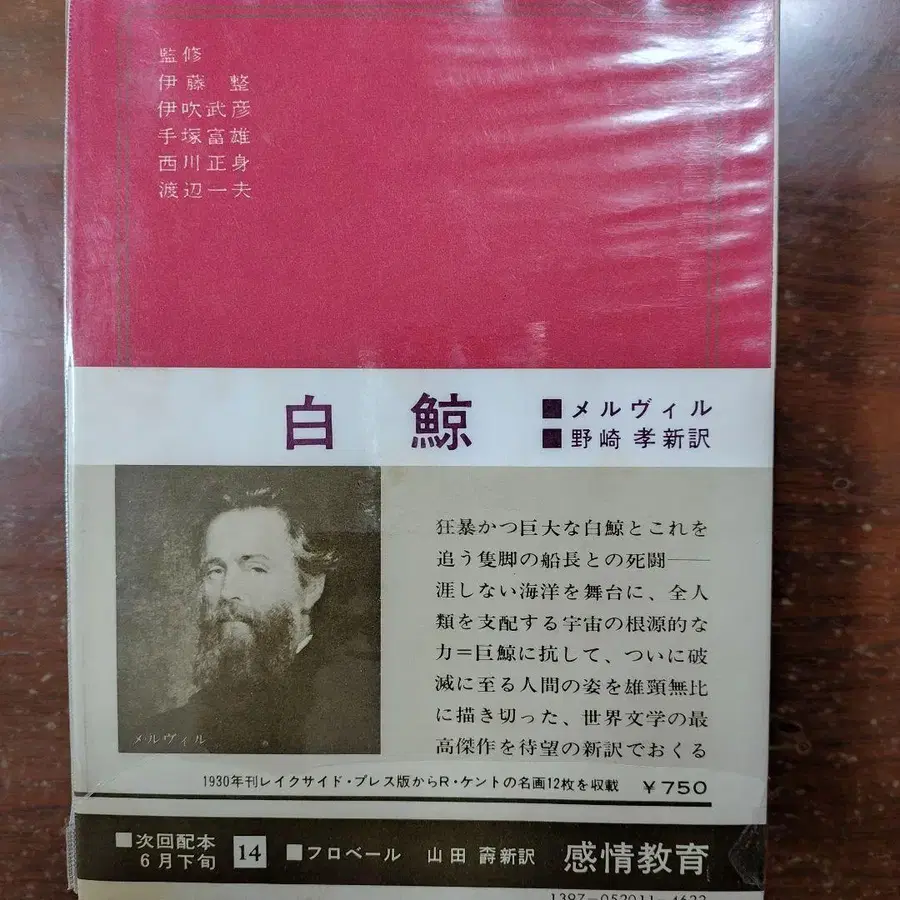 監修
伊藤 整
伊吹武彦
手塚富雄
西川正身
渡辺一夫
白鯨
■メルヴィル
■野崎孝新訳
狂暴かつ巨大な白鯨とこれを
追う隻脚の船長との死闘――
涯しない海洋を舞台に、全人
類を支配する宇宙の根源的な
力=巨鯨に抗して、ついに破
滅に至る人間の姿を雄頸無比
に描き切った、世界文学の最
高傑作を待望の新訳でおくる
メルヴィル
1930年刊レイクサイド・プレス版からR・ケントの名画12枚を収載 ¥750
■次回配本
6月下旬
14
■フロベール 山田 𣝣新訳 感情教育